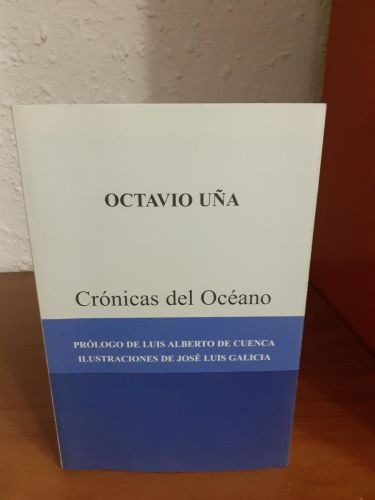 OCTAVIO UÑA
Crónicas del Océano
PRÓLOGO DE LUIS ALBERTO DE CUENCA
ILUSTRACIONES DE JOSÉ LUIS GALICIA